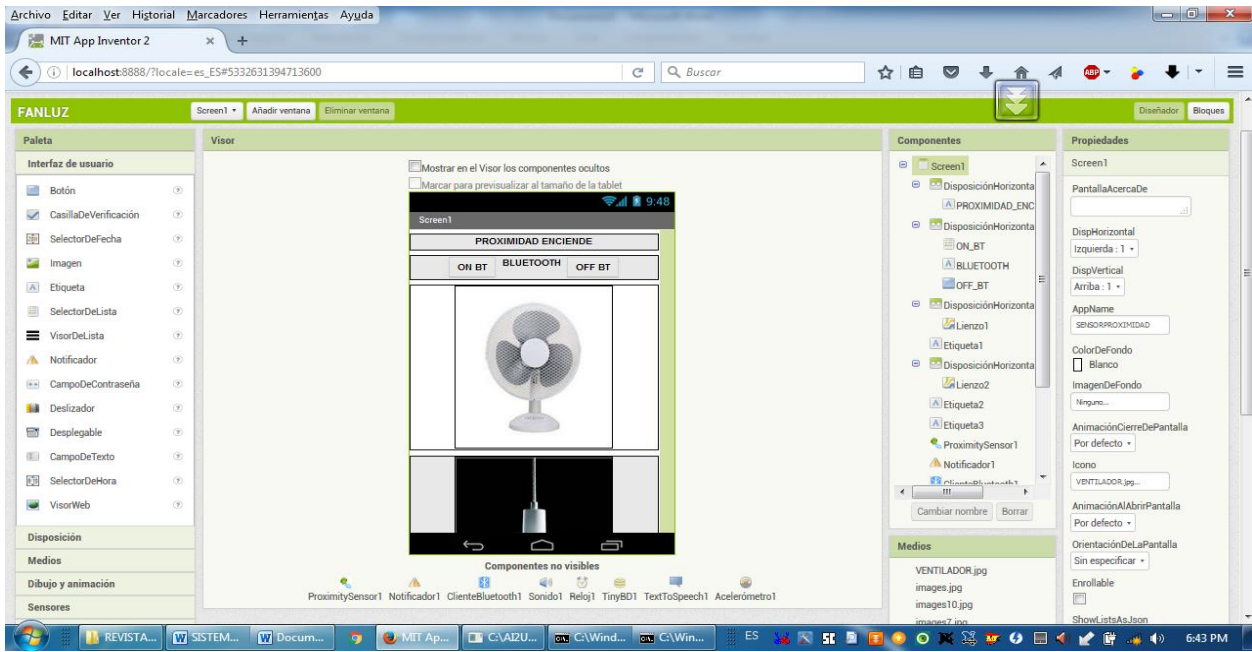 Archivo Editar Ver Historial Marcadores Herramientas Ayuda
MIT App Inventor 2
localhost:8888/?locale=es_ES#5332631394713600
Buscar
ABP
FANLUZ
Screen1
Añadir ventana
Eliminar ventana
Diseñador
Bloques
Paleta
Interfaz de usuario
Botón
CasillaDeVerificación
SelectorDeFecha
Imagen
Etiqueta
SelectorDeLista
VisorDeLista
Notificador
CampoDeContraseña
Deslizador
Desplegable
CampoDeTexto
SelectorDeHora
VisorWeb
Disposición
Medios
Dibujo y animación
Sensores
Visor
Mostrar en el Visor los componentes ocultos
Marcar para previsualizar al tamaño de la tablet
9:48
Screen1
PROXIMIDAD ENCIENDE
ON BT BLUETOOTH OFF BT
Componentes no visibles
ProximitySensor1 Notificador1 ClienteBluetooth1 Sonido1 Reloj1 TinyBD1 TextToSpeech1 Acelerómetro1
Componentes
Screen1
DisposiciónHorizonta
PROXIMIDAD_ENC
DisposiciónHorizonta
ON_BT
BLUETOOTH
OFF_BT
DisposiciónHorizonta
Lienzo1
Etiqueta1
DisposiciónHorizonta
Lienzo2
Etiqueta2
Etiqueta3
ProximitySensor1
Notificador1
ClienteBluetooth1
Cambiar nombre
Borrar
Medios
VENTILADOR.jpg
images.jpg
images10.jpg
images7.jpg
Propiedades
Screen1
PantallaAcercaDe
DispHorizontal
Izquierda : 1
DispVertical
Arriba : 1
AppName
SENSORPROXIMIDAD
ColorDeFondo
Blanco
ImagenDeFondo
Ninguno...
AnimaciónCierreDePantalla
Por defecto
Icono
VENTILADOR.jpg...
AnimaciónAlAbrirPantalla
Por defecto
OrientaciónDeLaPantalla
Sin especificar
Enrollable
ShowListsAsJson
REVISTA...
SISTEM...
Docum...
MIT Ap...
C:\AI2U...
C:\Wind...
C:\Win...
ES
6:43 PM